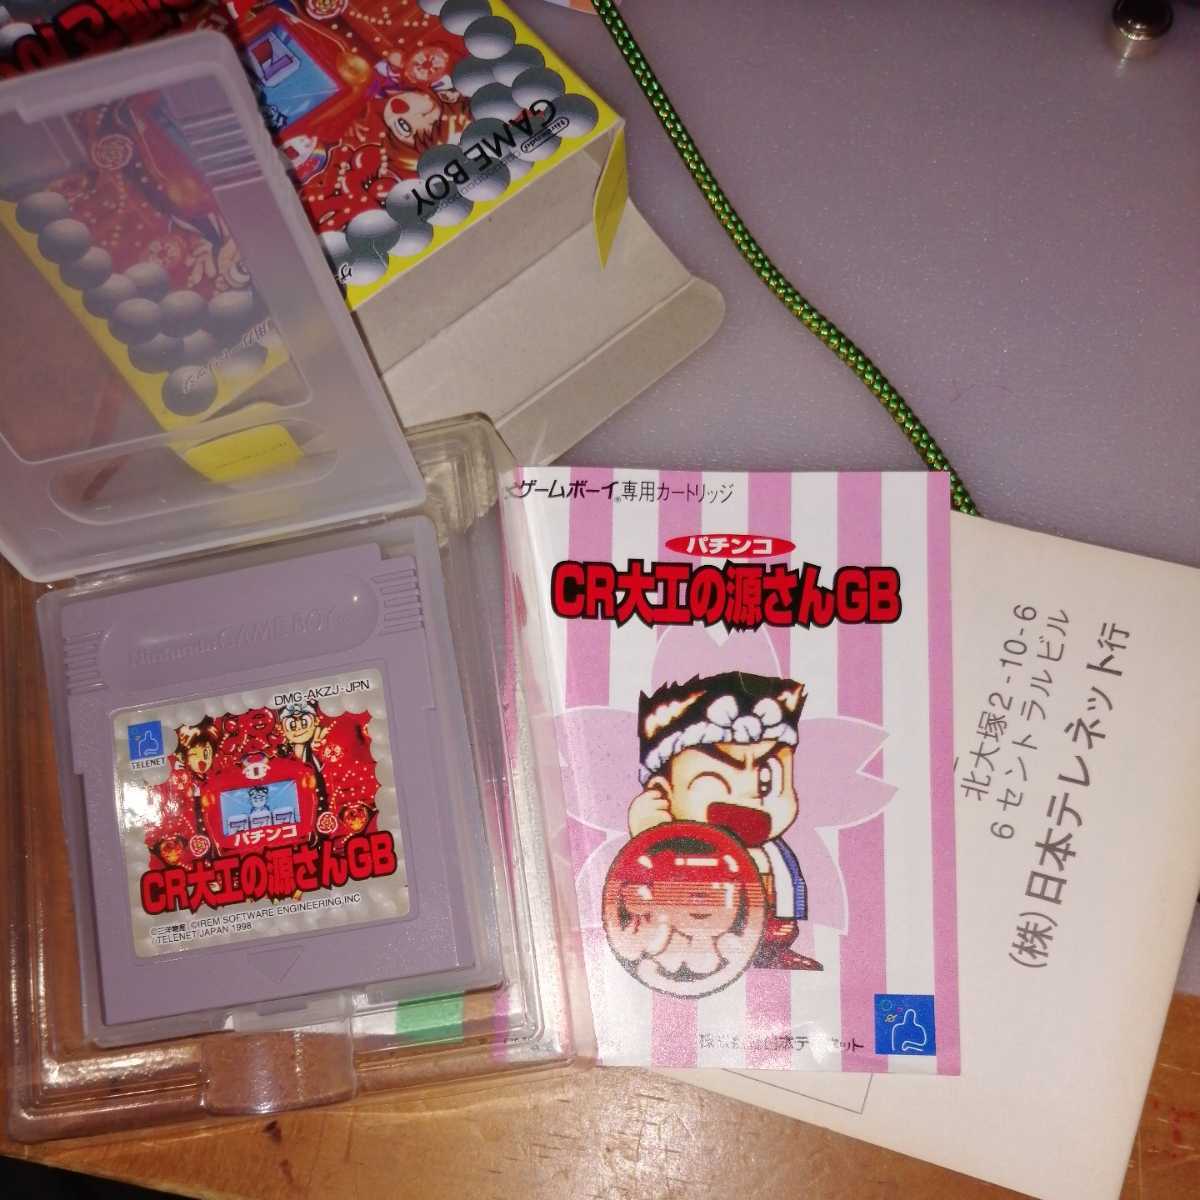 Nintendo
GAME BOY
Nintendo GAME BOY
DMG-AKZJ-JPN
TELENET
パチンコ
CR大工の源さんGB
©三洋物産 ©IREM SOFTWARE ENGINEERING INC
/TELENET JAPAN 1998
ゲームボーイ®専用カートリッジ
パチンコ
CR大工の源さんGB
北大塚2-10-6
6セントラルビル
(株)日本テレネット行